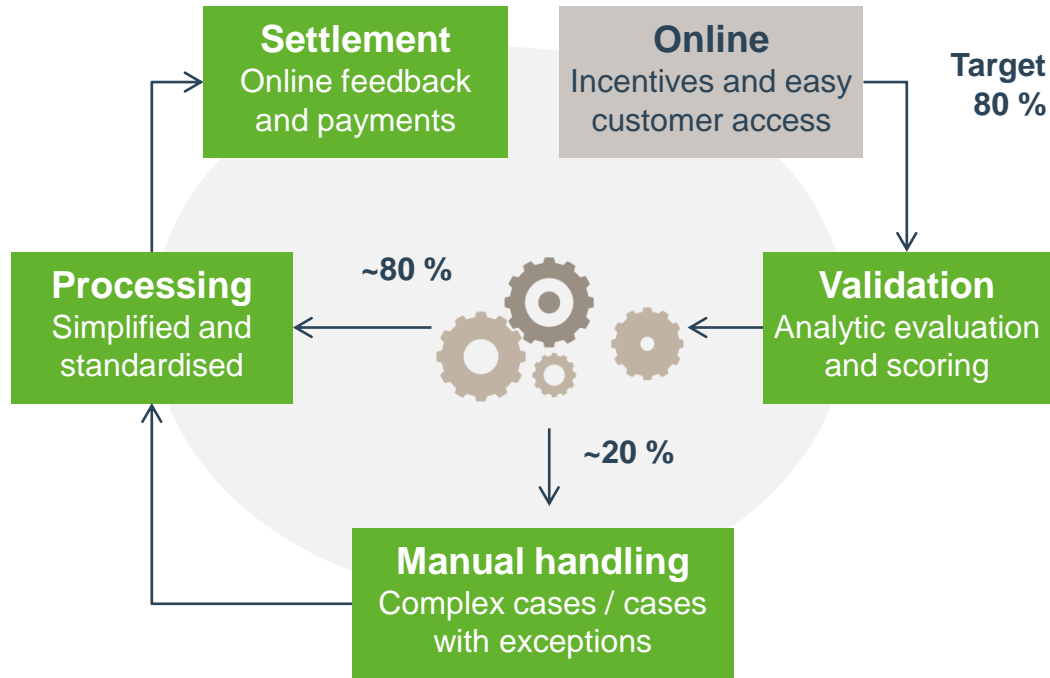 Settlement
Online feedback
and payments
Online
Incentives and easy
customer access
Target
80 %
Processing
Simplified and
standardised
~80 %
Validation
Analytic evaluation
and scoring
~20 %
Manual handling
Complex cases / cases
with exceptions